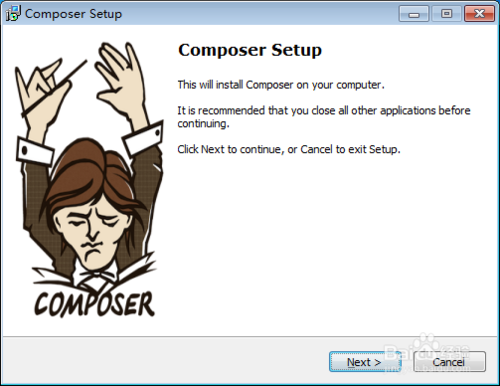 Composer Setup
Composer Setup
This will install Composer on your computer.
It is recommended that you close all other applications before
continuing.
Click Next to continue, or Cancel to exit Setup.
COMPOSER
Next >
Cancel